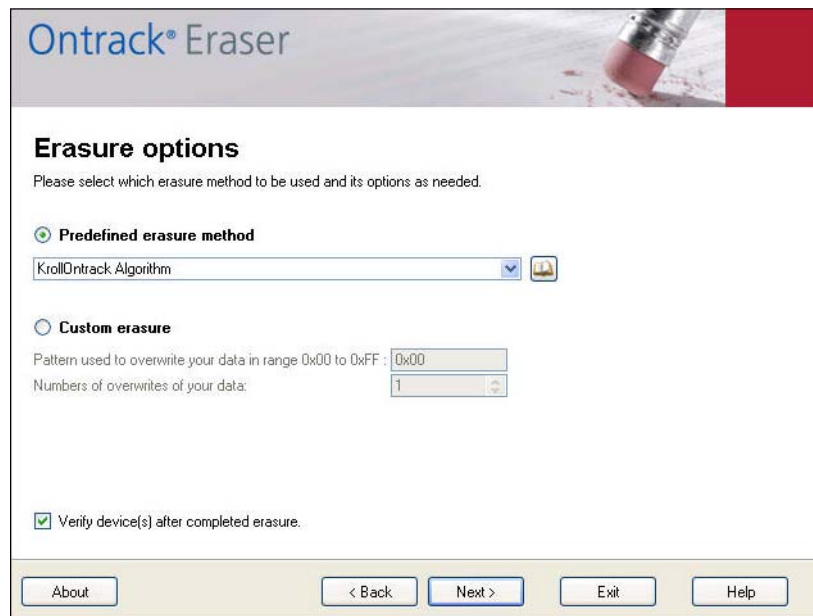 Ontrack® Eraser
Erasure options
Please select which erasure method to be used and its options as needed.
Predefined erasure method
KrollOntrack Algorithm
Custom erasure
Pattern used to overwrite your data in range 0x00 to 0xFF : 0x00
Numbers of overwrites of your data: 1
Verify device(s) after completed erasure.
About < Back Next > Exit Help